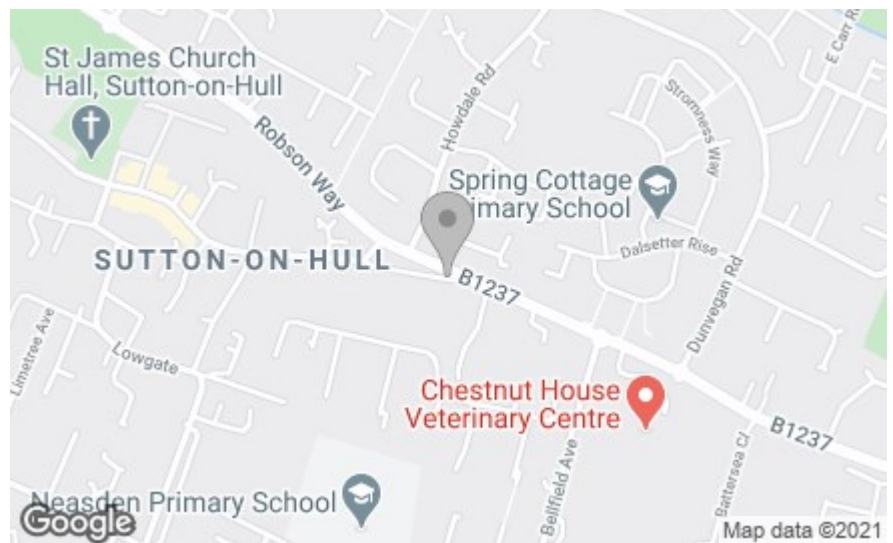 St James Church
Hall, Sutton-on-Hull
E Carr Rd
Howdale Rd
Stromness Way
Robson Way
Spring Cottage
Primary School
Dalsetter Rise
SUTTON-ON-HULL
B1237
Dunvegan Rd
Limetree Ave
Lowgate
Chestnut House
Veterinary Centre
B1237
Battersea Cl
Bellfield Ave
Neasden Primary School
Google
Map data ©2021